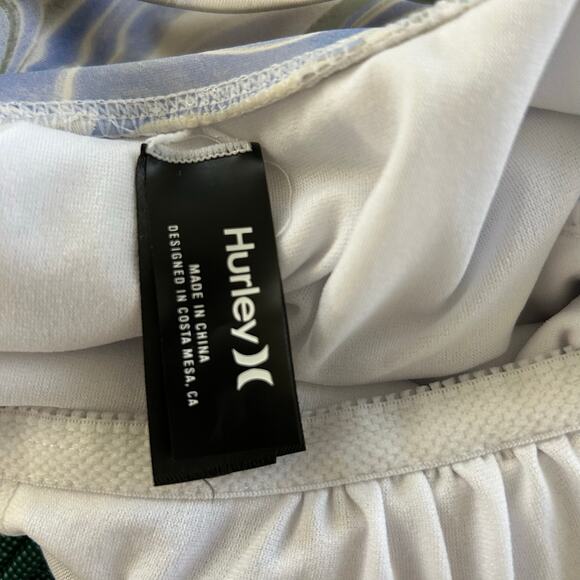 Hurley
MADE IN CHINA
DESIGNED IN COSTA MESA, CA